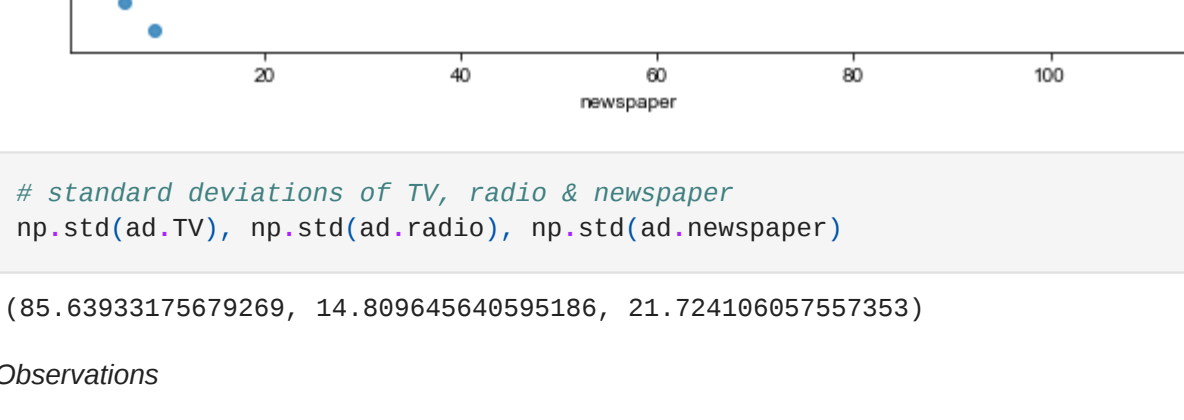 20 40 60 80 100
newspaper
# standard deviations of TV, radio & newspaper
np.std(ad.TV), np.std(ad.radio), np.std(ad.newspaper)
(85.63933175679269, 14.809645640595186, 21.724106057557353)
Observations